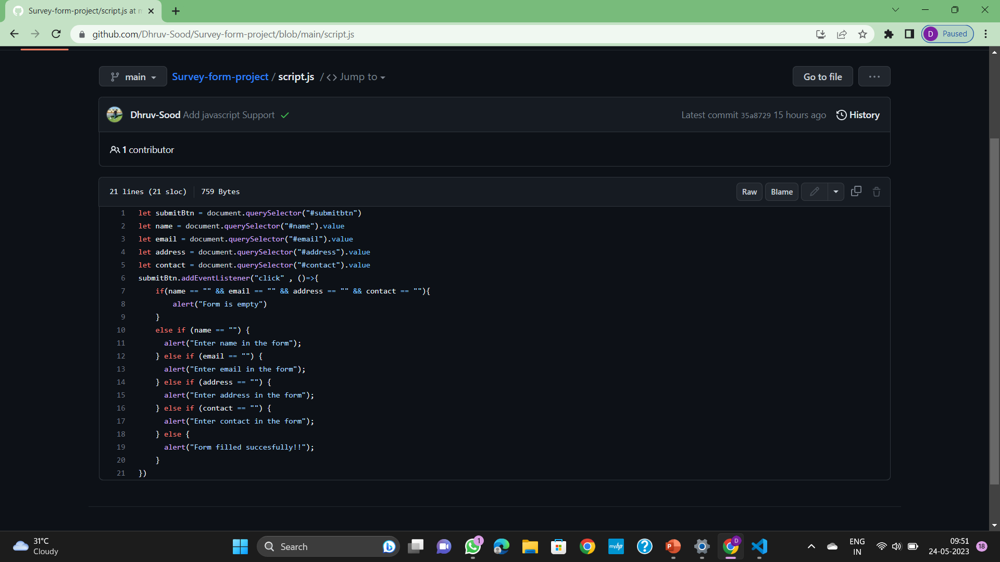 Survey-form-project/script.js at m
github.com/Dhruv-Sood/Survey-form-project/blob/main/script.js
D Paused
main
Survey-form-project / script.js / <> Jump to
Go to file
...
Dhruv-Sood Add javascript Support
Latest commit 35a8729 15 hours ago
History
1 contributor
21 lines (21 sloc) 759 Bytes
Raw Blame
1 let submitBtn = document.querySelector("#submitbtn")
2 let name = document.querySelector("#name").value
3 let email = document.querySelector("#email").value
4 let address = document.querySelector("#address").value
5 let contact = document.querySelector("#contact").value
6 submitBtn.addEventListener("click" , ()=>{
7 if(name == "" && email == "" && address == "" && contact == ""){
8 alert("Form is empty")
9 }
10 else if (name == "") {
11 alert("Enter name in the form");
12 } else if (email == "") {
13 alert("Enter email in the form");
14 } else if (address == "") {
15 alert("Enter address in the form");
16 } else if (contact == "") {
17 alert("Enter contact in the form");
18 } else {
19 alert("Form filled succesfully!!");
20 }
21 })
31°C
Cloudy
Search
1
myhp
?
P
D
ENG
IN
09:51
24-05-2023
18